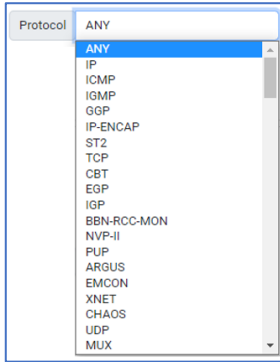 Protocol ANY
ANY
IP
ICMP
IGMP
GGP
IP-ENCAP
ST2
TCP
CBT
EGP
IGP
BBN-RCC-MON
NVP-II
PUP
ARGUS
EMCON
XNET
CHAOS
UDP
MUX